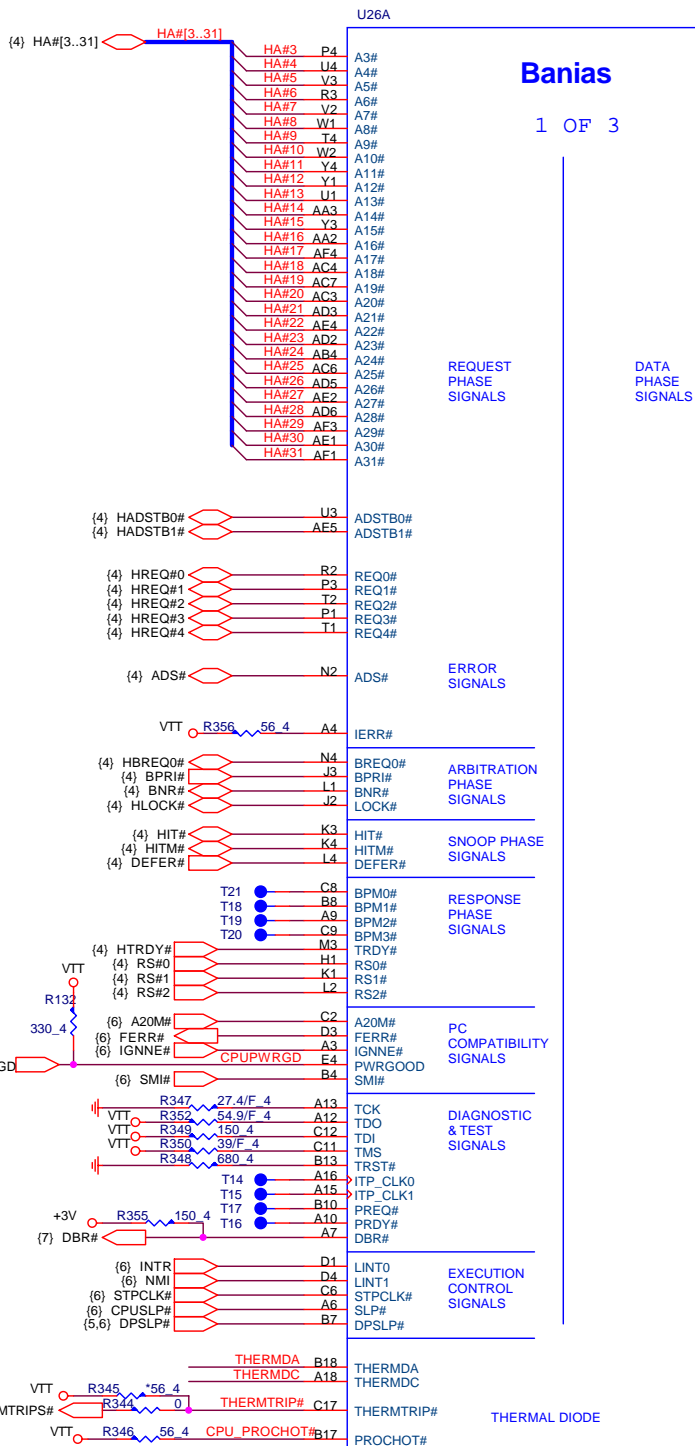 U26A
Banias
1 OF 3
{4} HA#[3..31] HA#[3..31]
HA#3 P4 A3#
HA#4 U4 A4#
HA#5 V3 A5#
HA#6 R3 A6#
HA#7 V2 A7#
HA#8 W1 A8#
HA#9 T4 A9#
HA#10 W2 A10#
HA#11 Y4 A11#
HA#12 Y1 A12#
HA#13 U1 A13#
HA#14 AA3 A14#
HA#15 Y3 A15#
HA#16 AA2 A16#
HA#17 AF4 A17#
HA#18 AC4 A18#
HA#19 AC7 A19#
HA#20 AC3 A20#
HA#21 AD3 A21#
HA#22 AE4 A22#
HA#23 AD2 A23#
HA#24 AB4 A24#
HA#25 AC6 A25#
HA#26 AD5 A26#
HA#27 AE2 A27#
HA#28 AD6 A28#
HA#29 AF3 A29#
HA#30 AE1 A30#
HA#31 AF1 A31#
REQUEST
PHASE
SIGNALS
DATA
PHASE
SIGNALS
{4} HADSTB0# U3 ADSTB0#
{4} HADSTB1# AE5 ADSTB1#
{4} HREQ#0 R2 REQ0#
{4} HREQ#1 P3 REQ1#
{4} HREQ#2 T2 REQ2#
{4} HREQ#3 P1 REQ3#
{4} HREQ#4 T1 REQ4#
{4} ADS# N2 ADS#
ERROR
SIGNALS
VTT R356 56_4 A4 IERR#
{4} HBREQ0# N4 BREQ0#
{4} BPRI# J3 BPRI#
{4} BNR# L1 BNR#
{4} HLOCK# J2 LOCK#
ARBITRATION
PHASE
SIGNALS
{4} HIT# K3 HIT#
{4} HITM# K4 HITM#
{4} DEFER# L4 DEFER#
SNOOP PHASE
SIGNALS
T21 C8 BPM0#
T18 B8 BPM1#
T19 A9 BPM2#
T20 C9 BPM3#
{4} HTRDY# M3 TRDY#
{4} RS#0 H1 RS0#
{4} RS#1 K1 RS1#
{4} RS#2 L2 RS2#
RESPONSE
PHASE
SIGNALS
VTT
R132
330_4
{6} A20M# C2 A20M#
{6} FERR# D3 FERR#
{6} IGNNE# A3 IGNNE#
GD CPUPWRGD E4 PWRGOOD
{6} SMI# B4 SMI#
PC
COMPATIBILITY
SIGNALS
R347 27.4/F_4 A13 TCK
VTT R352 54.9/F_4 A12 TDO
VTT R349 150_4 C12 TDI
VTT R350 39/F_4 C11 TMS
R348 680_4 B13 TRST#
T14 A16 ITP_CLK0
T15 A15 ITP_CLK1
T17 B10 PREQ#
T16 A10 PRDY#
+3V R355 150_4
{7} DBR# A7 DBR#
DIAGNOSTIC
& TEST
SIGNALS
{6} INTR D1 LINT0
{6} NMI D4 LINT1
{6} STPCLK# C6 STPCLK#
{6} CPUSLP# A6 SLP#
{5,6} DPSLP# B7 DPSLP#
EXECUTION
CONTROL
SIGNALS
THERMDA B18 THERMDA
THERMDC A18 THERMDC
VTT R345 *56_4
MTRIPS# R344 0 THERMTRIP# C17 THERMTRIP#
VTT R346 56_4 CPU_PROCHOT# B17 PROCHOT#
THERMAL DIODE